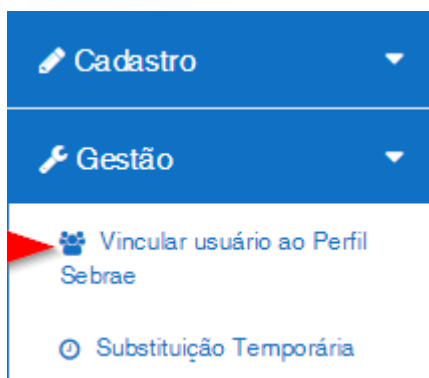 Cadastro
Gestão
Vincular usuário ao Perfil
Sebrae
Substituição Temporária